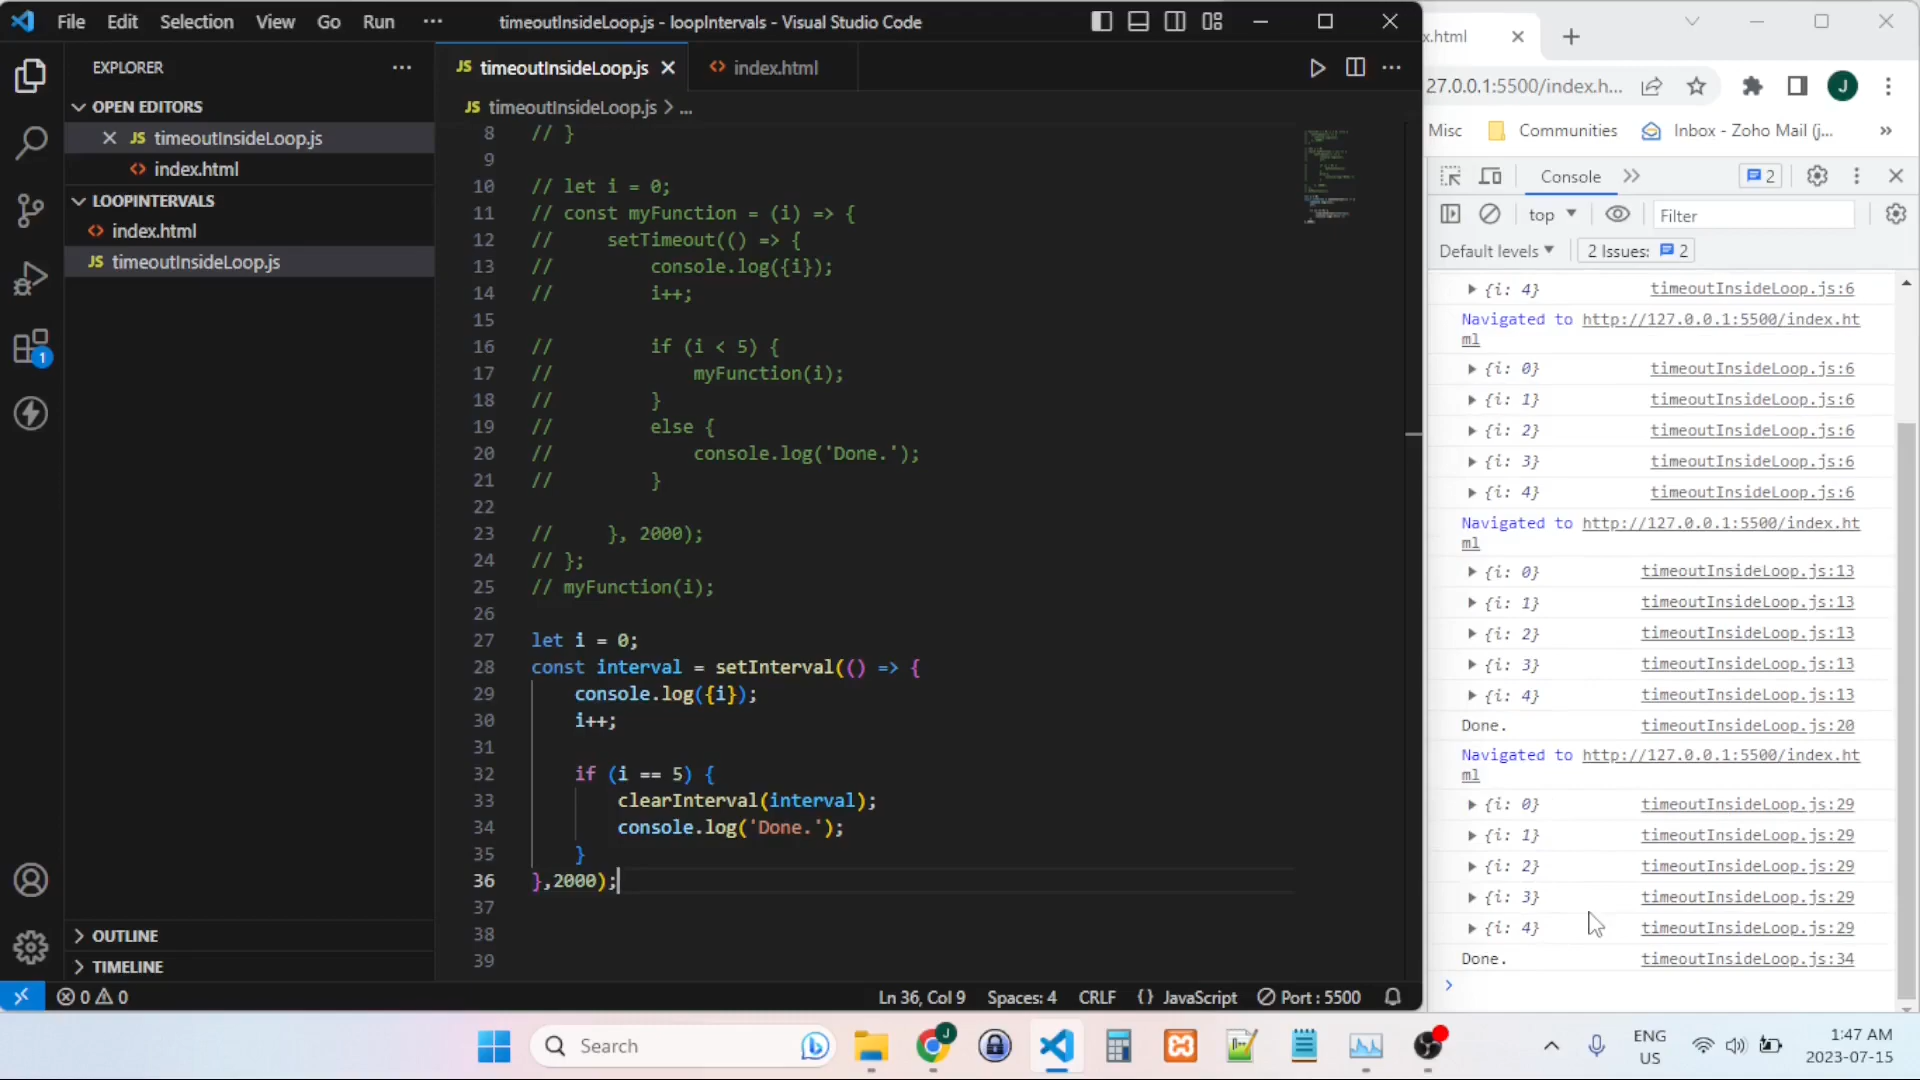 File Edit Selection View Go Run ···
timeoutInsideLoop.js - loopIntervals - Visual Studio Code
EXPLORER
OPEN EDITORS
JS timeoutInsideLoop.js
<> index.html
LOOPINTERVALS
<> index.html
JS timeoutInsideLoop.js
OUTLINE
TIMELINE
1
JS timeoutInsideLoop.js
<> index.html
JS timeoutInsideLoop.js > ...
8 // }
9
10 // let i = 0;
11 // const myFunction = (i) => {
12 //     setTimeout(() => {
13 //         console.log({i});
14 //         i++;
15
16 //         if (i < 5) {
17 //             myFunction(i);
18 //         }
19 //         else {
20 //             console.log('Done.');
21 //         }
22
23 //     }, 2000);
24 // };
25 // myFunction(i);
26
27 let i = 0;
28 const interval = setInterval(() => {
29     console.log({i});
30     i++;
31
32     if (i == 5) {
33         clearInterval(interval);
34         console.log('Done.');
35     }
36 },2000);
37
38
39
0 0
Ln 36, Col 9 Spaces: 4 CRLF {} JavaScript Port : 5500
x.html
27.0.0.1:5500/index.h...
J
Misc Communities Inbox - Zoho Mail (j... »
Console » 2
top Filter
Default levels 2 Issues: 2
{i: 4} timeoutInsideLoop.js:6
Navigated to http://127.0.0.1:5500/index.ht
ml
{i: 0} timeoutInsideLoop.js:6
{i: 1} timeoutInsideLoop.js:6
{i: 2} timeoutInsideLoop.js:6
{i: 3} timeoutInsideLoop.js:6
{i: 4} timeoutInsideLoop.js:6
Navigated to http://127.0.0.1:5500/index.ht
ml
{i: 0} timeoutInsideLoop.js:13
{i: 1} timeoutInsideLoop.js:13
{i: 2} timeoutInsideLoop.js:13
{i: 3} timeoutInsideLoop.js:13
{i: 4} timeoutInsideLoop.js:13
Done. timeoutInsideLoop.js:20
Navigated to http://127.0.0.1:5500/index.ht
ml
{i: 0} timeoutInsideLoop.js:29
{i: 1} timeoutInsideLoop.js:29
{i: 2} timeoutInsideLoop.js:29
{i: 3} timeoutInsideLoop.js:29
{i: 4} timeoutInsideLoop.js:29
Done. timeoutInsideLoop.js:34
Search
J
ENG
US
1:47 AM
2023-07-15